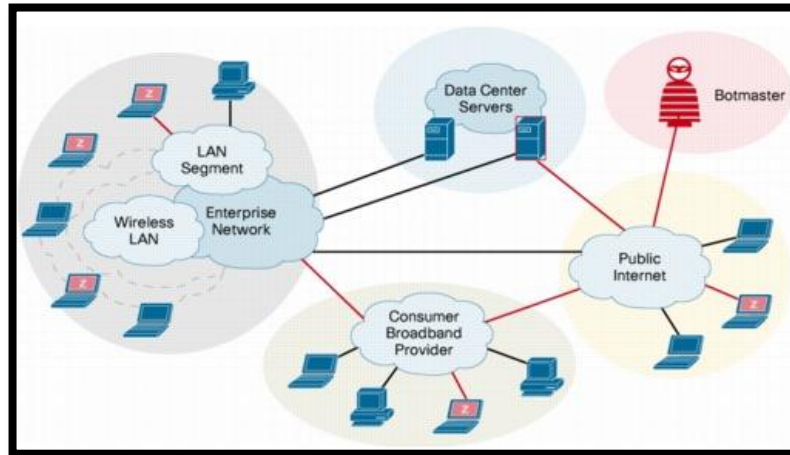 Z
Z
Z
LAN
Segment
Wireless
LAN
Enterprise
Network
Data Center
Servers
Botmaster
Public
Internet
Z
Consumer
Broadband
Provider
Z